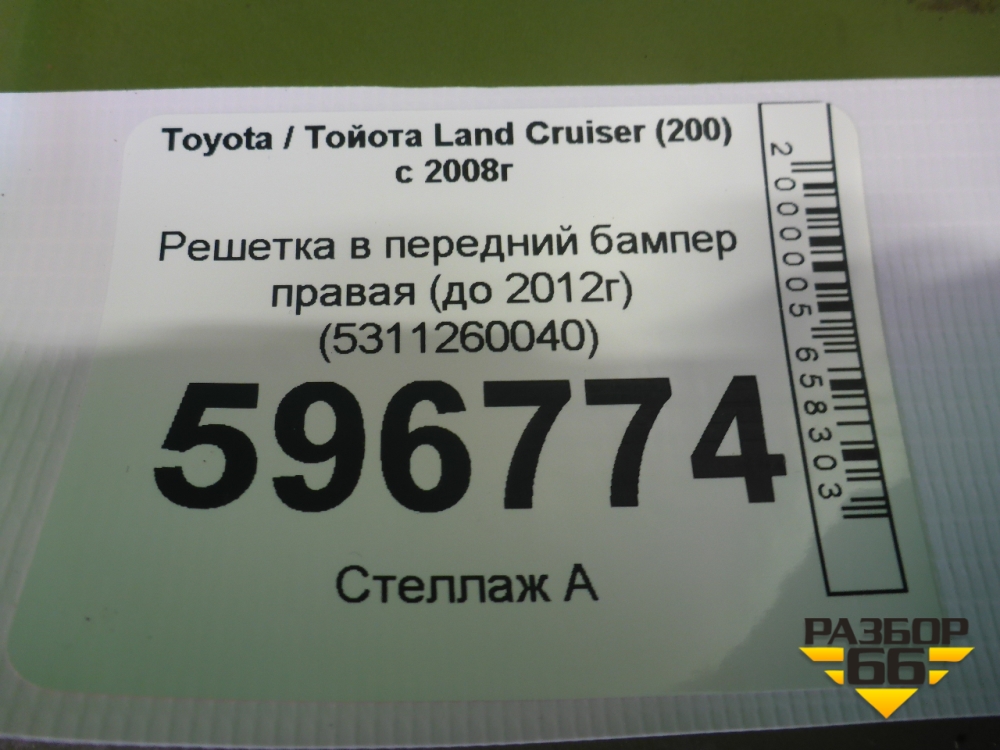 Toyota / Тойота Land Cruiser (200)
с 2008г
Решетка в передний бампер
правая (до 2012г)
(5311260040)
596774
Стеллаж А
2000005658303
РАЗБОР
66